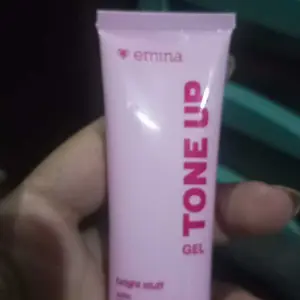 emina
TONE UP
GEL
bright stuff